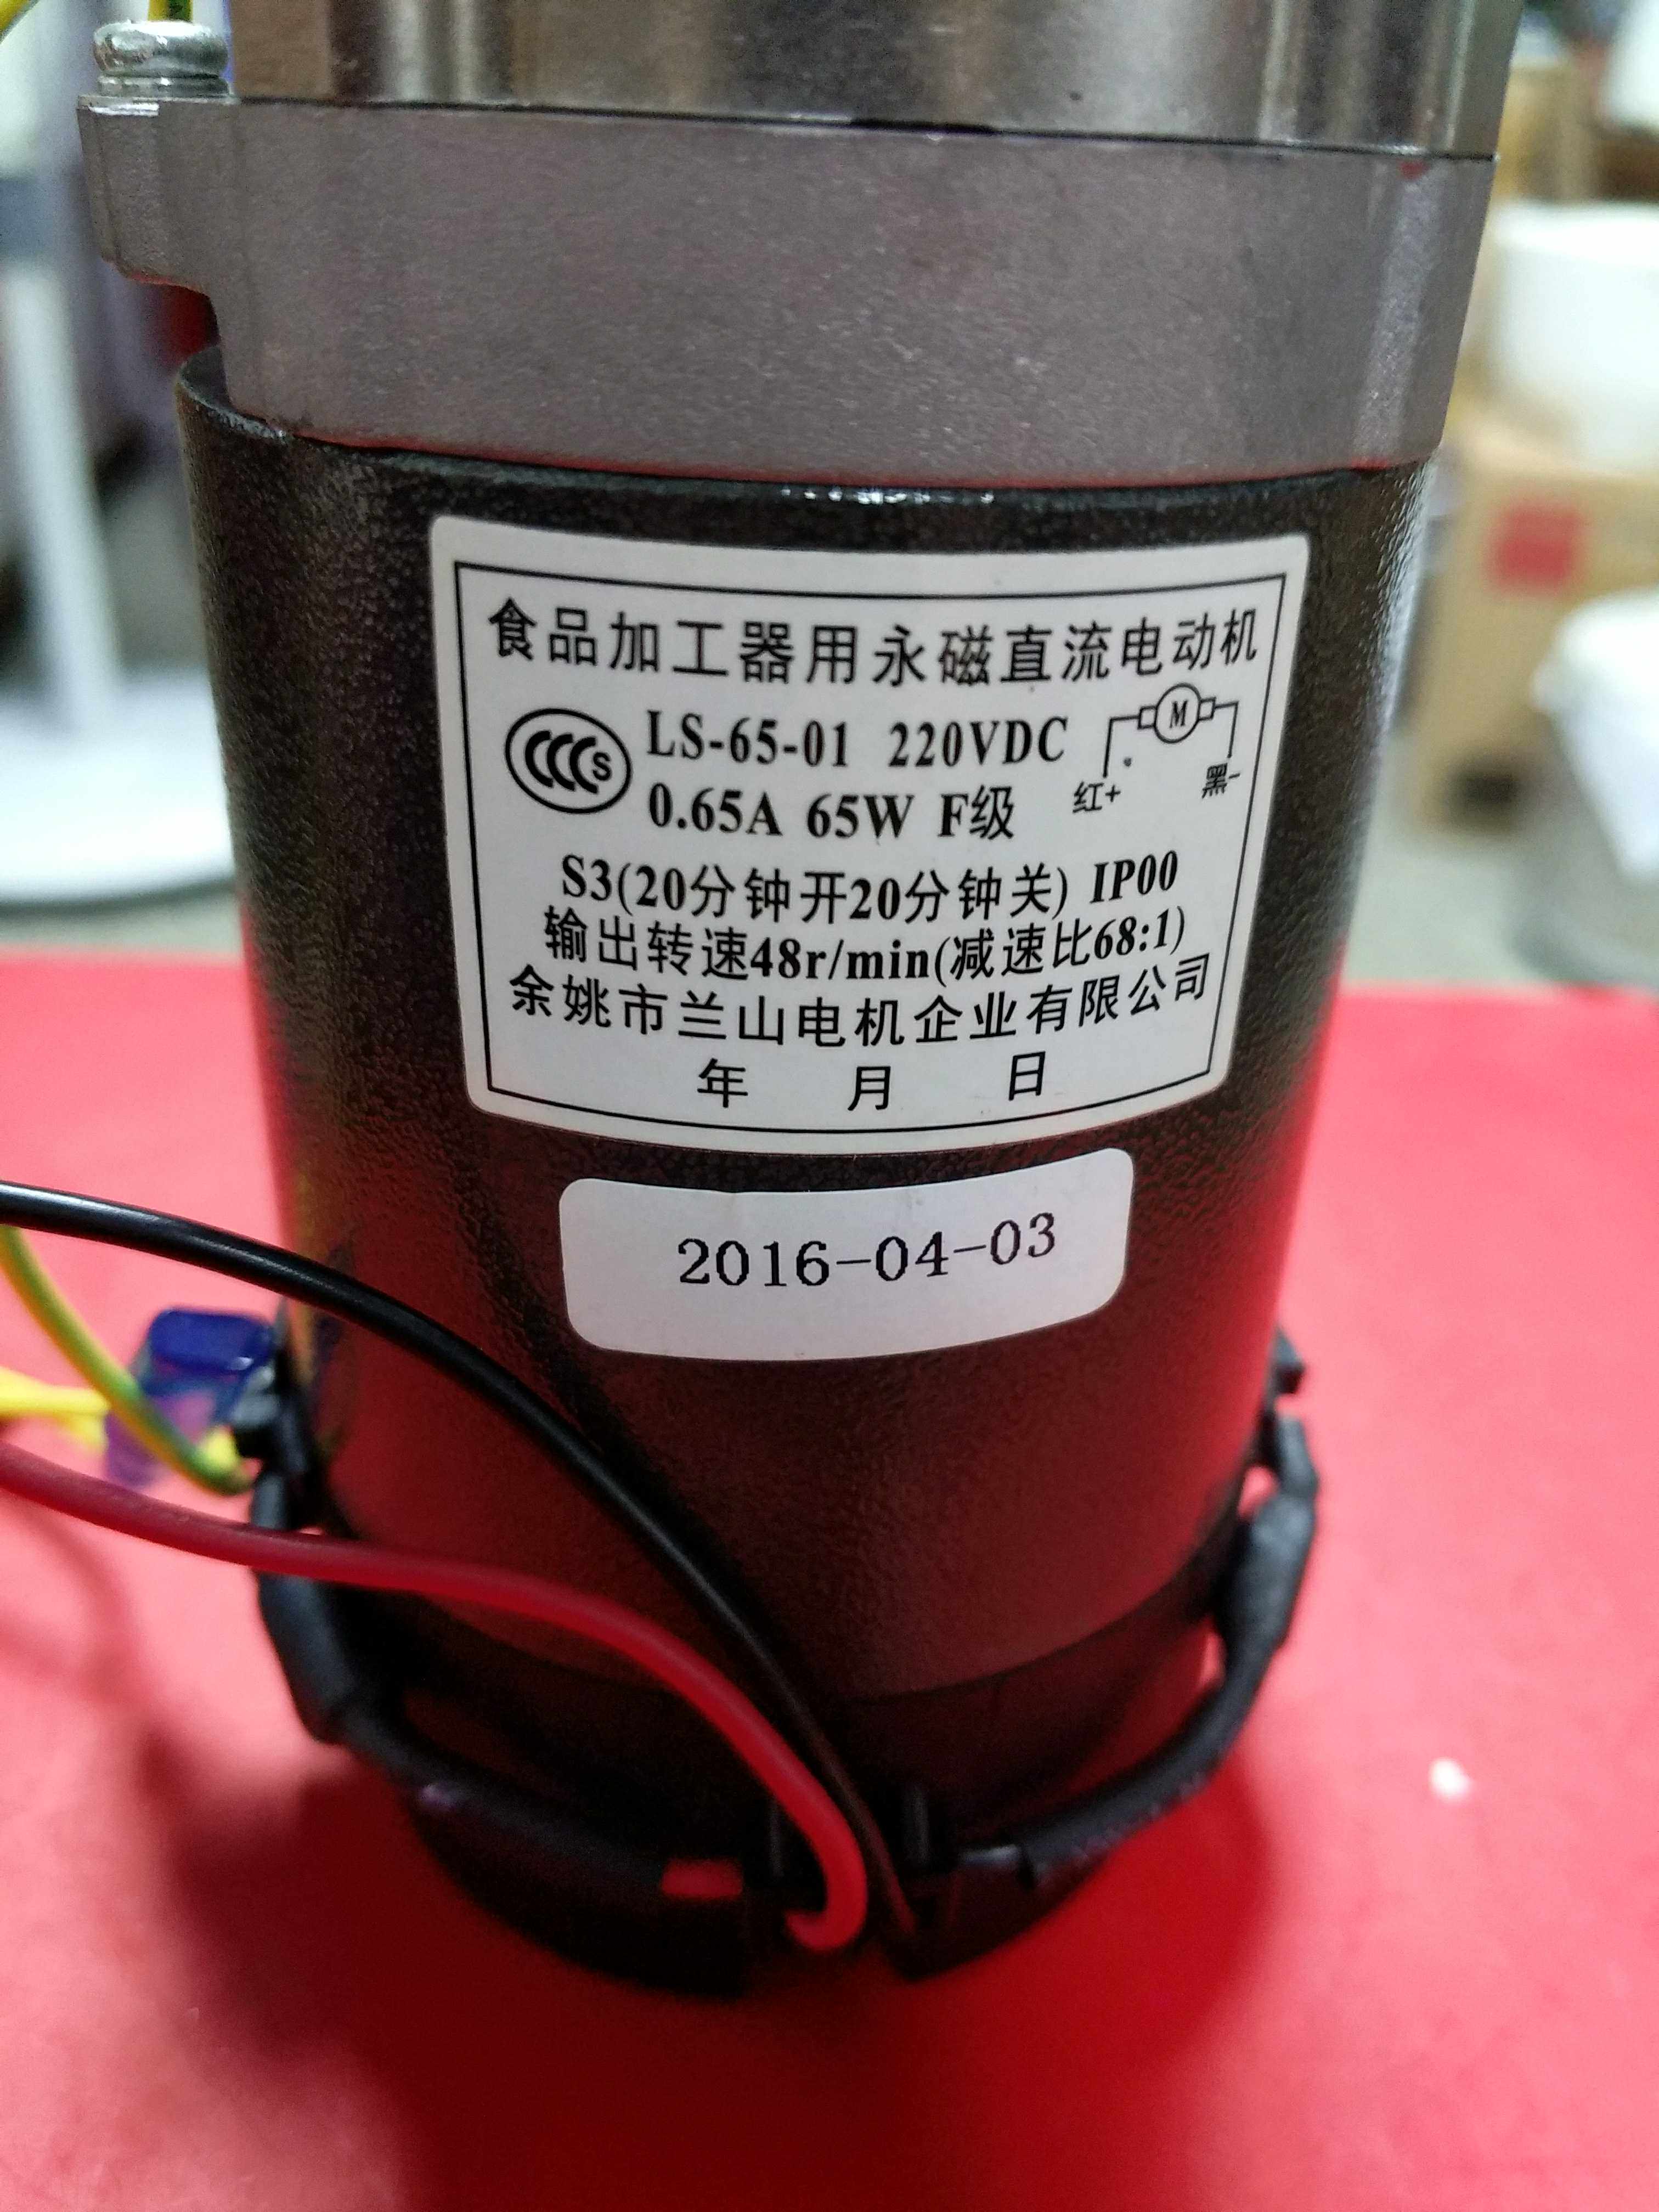 食品加工器用永磁直流电动机
CCCS LS-65-01 220VDC
M
红+ 黑-
0.65A 65W F级
S3(20分钟开20分钟关) IP00
输出转速48r/min(减速比68:1)
余姚市兰山电机企业有限公司
年 月 日
2016-04-03